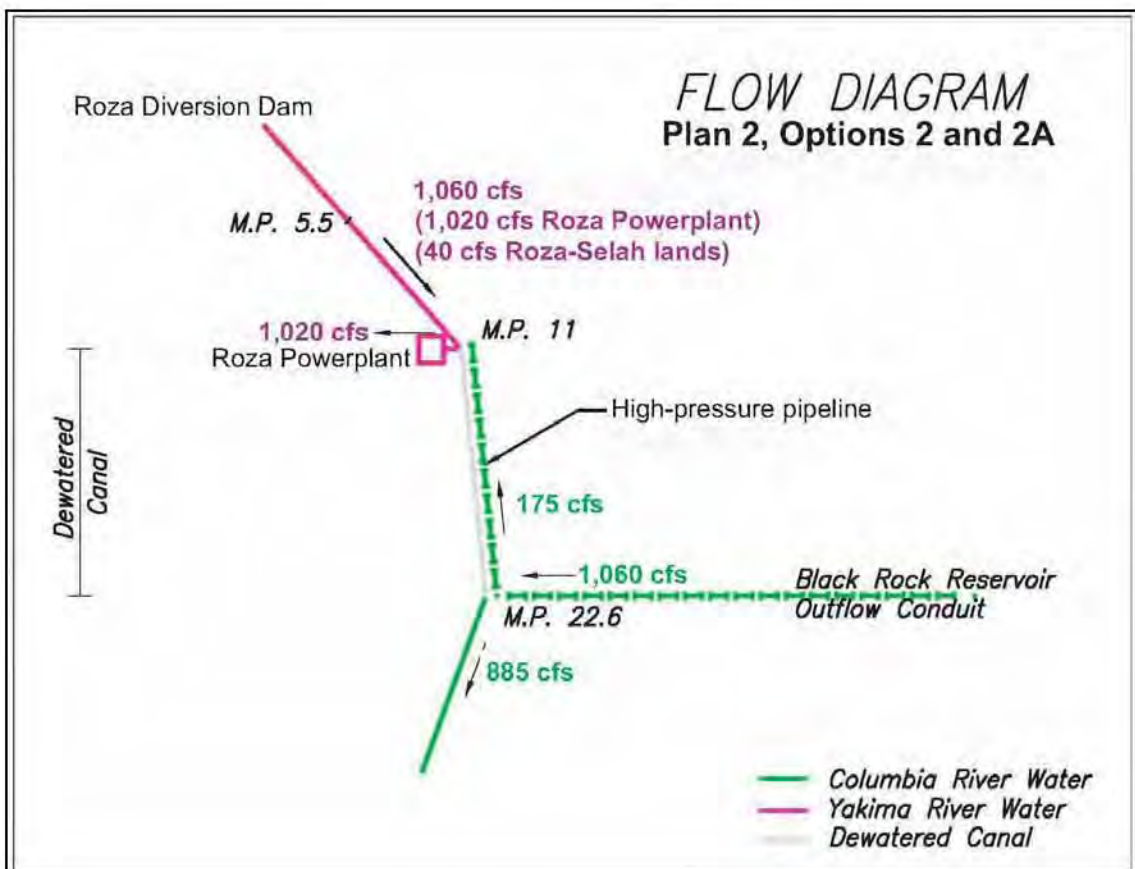 FLOW DIAGRAM
Plan 2, Options 2 and 2A
Roza Diversion Dam
M.P. 5.5
1,060 cfs
(1,020 cfs Roza Powerplant)
(40 cfs Roza-Selah lands)
1,020 cfs
Roza Powerplant
M.P. 11
Dewatered
Canal
High-pressure pipeline
175 cfs
1,060 cfs
Black Rock Reservoir
Outflow Conduit
M.P. 22.6
885 cfs
Columbia River Water
Yakima River Water
Dewatered Canal